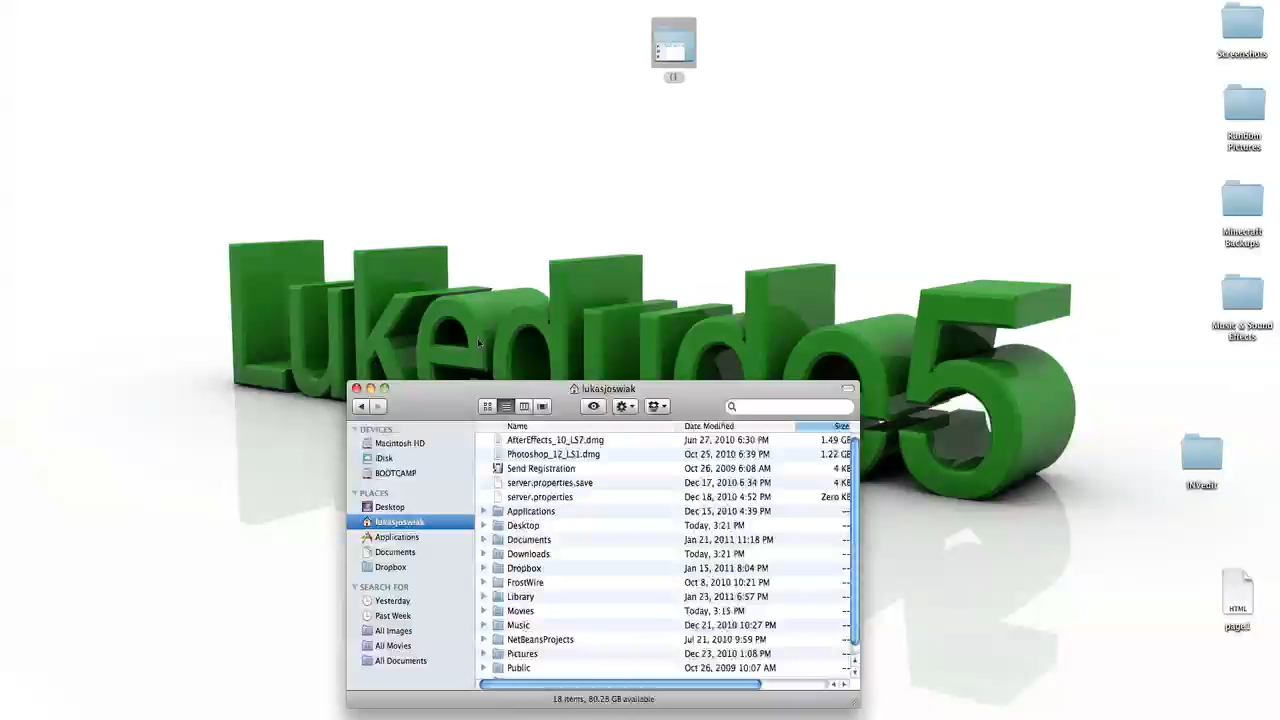 Screenshots
Random
Pictures
Minecraft
Backups
Music & Sound
Effects
INVedit
HTML
page1
Lukedudo5
lukasjoswiak
DEVICES
Macintosh HD
iDisk
BOOTCAMP
PLACES
Desktop
lukasjoswiak
Applications
Documents
Dropbox
SEARCH FOR
Yesterday
Past Week
All Images
All Movies
All Documents
Name Date Modified Size
AfterEffects_10_LS7.dmg Jun 27, 2010 6:30 PM 1.49 GB
Photoshop_12_LS1.dmg Oct 25, 2010 6:39 PM 1.22 GB
Send Registration Oct 26, 2009 6:08 AM 4 KB
server.properties.save Dec 17, 2010 6:34 PM 4 KB
server.properties Dec 18, 2010 4:52 PM Zero KB
Applications Dec 15, 2010 4:39 PM --
Desktop Today, 3:21 PM --
Documents Jan 21, 2011 11:18 PM --
Downloads Today, 3:21 PM --
Dropbox Jan 15, 2011 8:04 PM --
FrostWire Oct 8, 2010 10:21 PM --
Library Jan 23, 2011 6:57 PM --
Movies Today, 3:15 PM --
Music Dec 21, 2010 10:27 PM --
NetBeansProjects Jul 21, 2010 9:59 PM --
Pictures Dec 23, 2010 1:08 PM --
Public Oct 26, 2009 10:07 AM --
18 items, 80.28 GB available